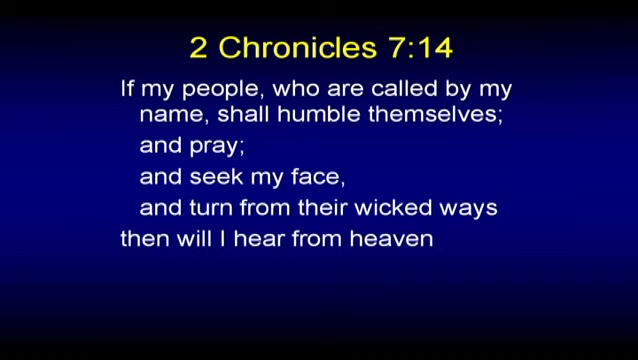 2 Chronicles 7:14
If my people, who are called by my
name, shall humble themselves;
and pray;
and seek my face,
and turn from their wicked ways
then will I hear from heaven